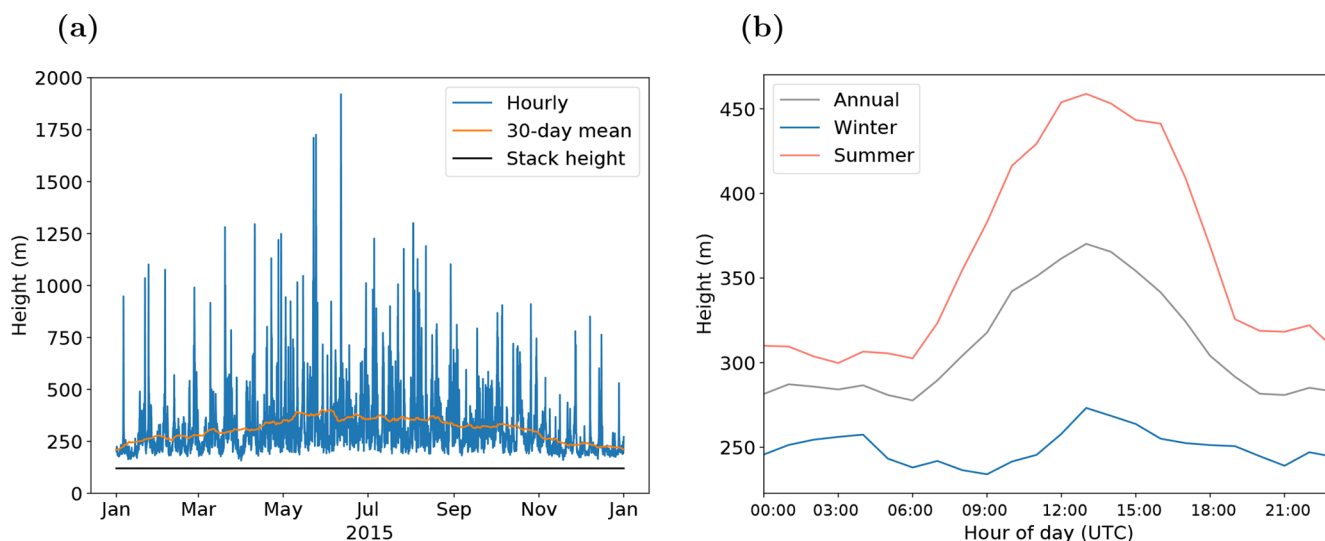 (a)
Height (m)
2000
1750
1500
1250
1000
750
500
250
0
Hourly
30-day mean
Stack height
Jan Mar May Jul Sep Nov Jan
2015
(b)
Height (m)
450
400
350
300
250
Annual
Winter
Summer
00:00 03:00 06:00 09:00 12:00 15:00 18:00 21:00
Hour of day (UTC)